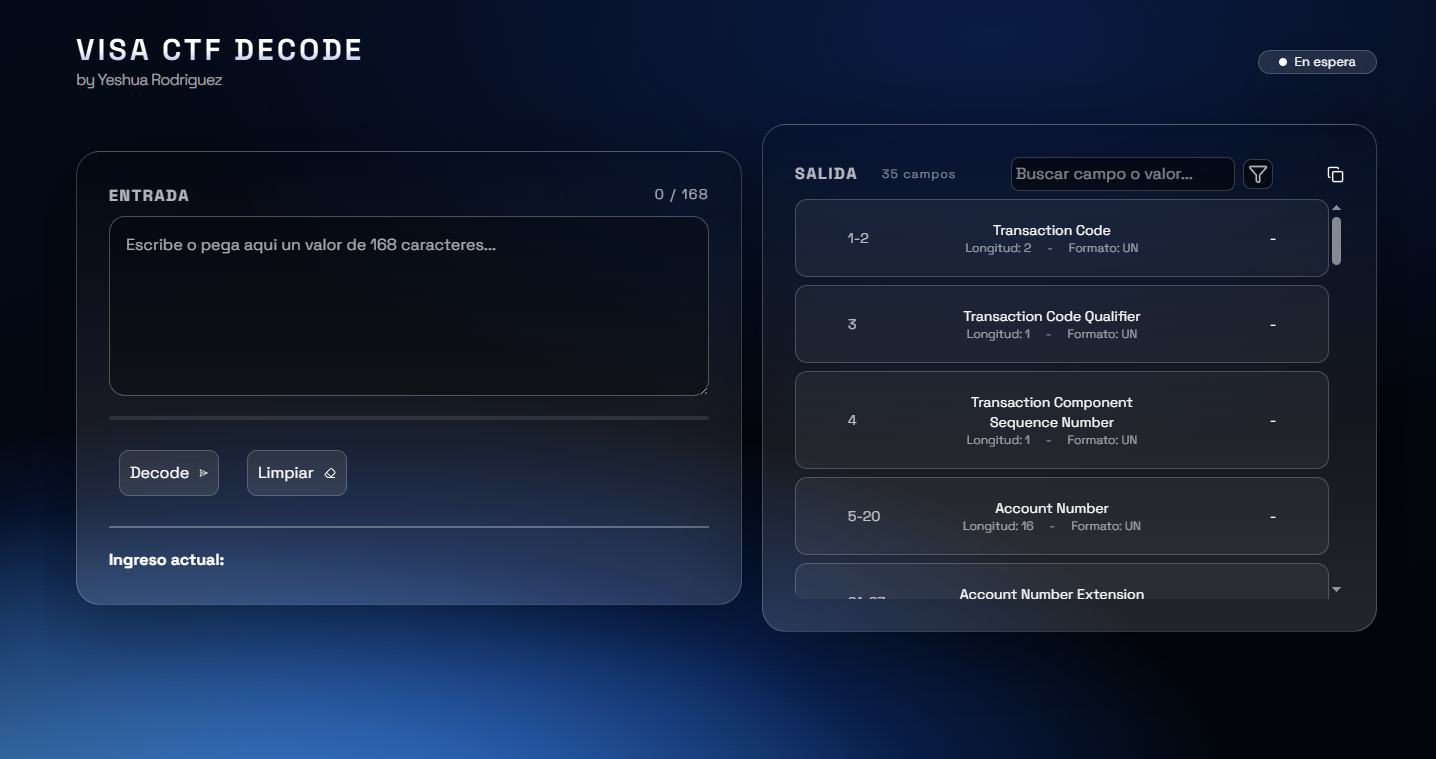 VISA CTF DECODE
by Yeshua Rodriguez
En espera
ENTRADA
0 / 168
Escribe o pega aqui un valor de 168 caracteres...
Decode
Limpiar
Ingreso actual:
SALIDA
35 campos
Buscar campo o valor...
1-2
Transaction Code
Longitud: 2 - Formato: UN
-
3
Transaction Code Qualifier
Longitud: 1 - Formato: UN
-
4
Transaction Component
Sequence Number
Longitud: 1 - Formato: UN
-
5-20
Account Number
Longitud: 16 - Formato: UN
-
Account Number Extension